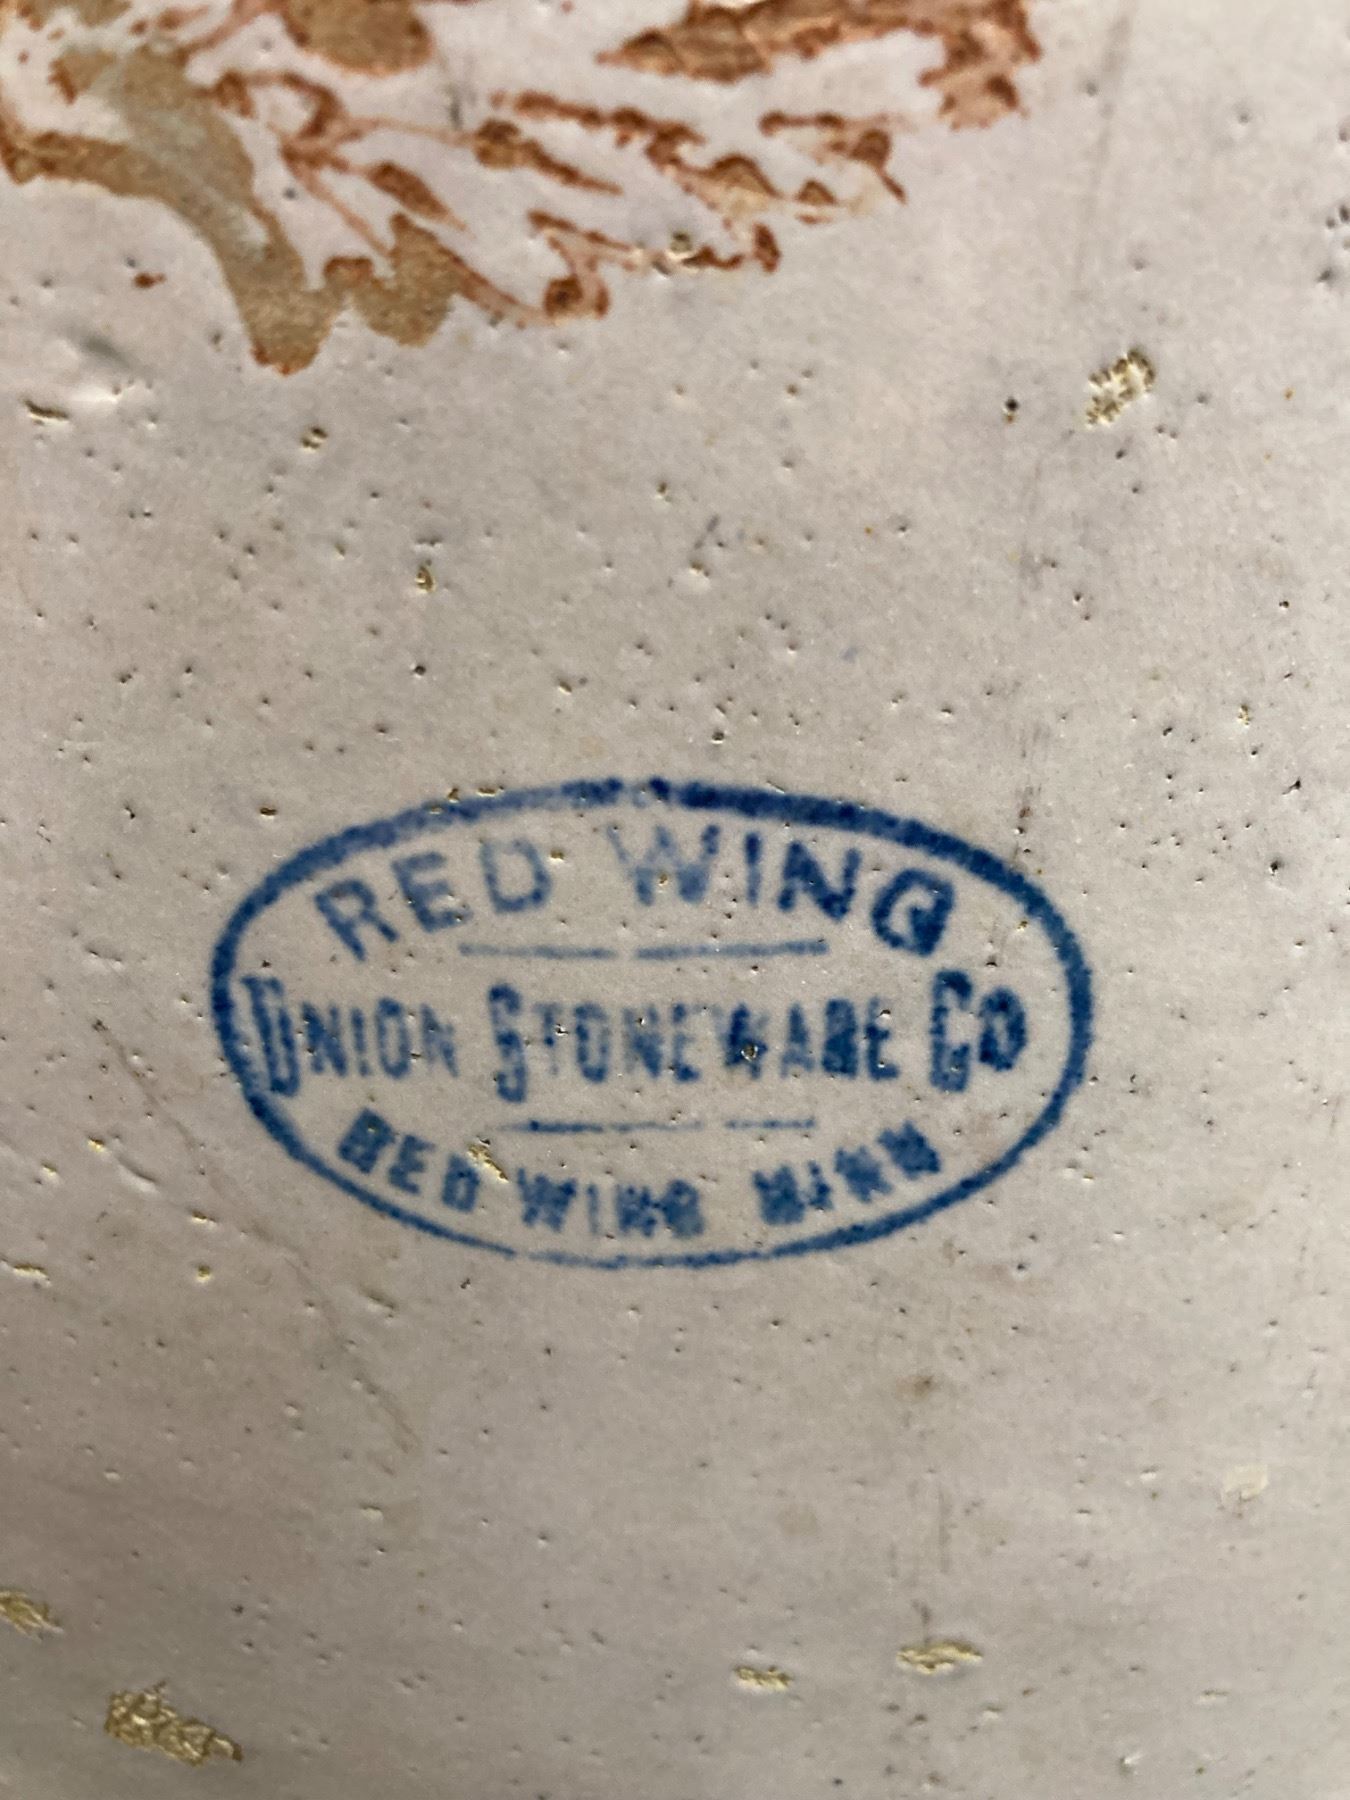 RED WING
UNION STONEWARE CO
RED WING MINN